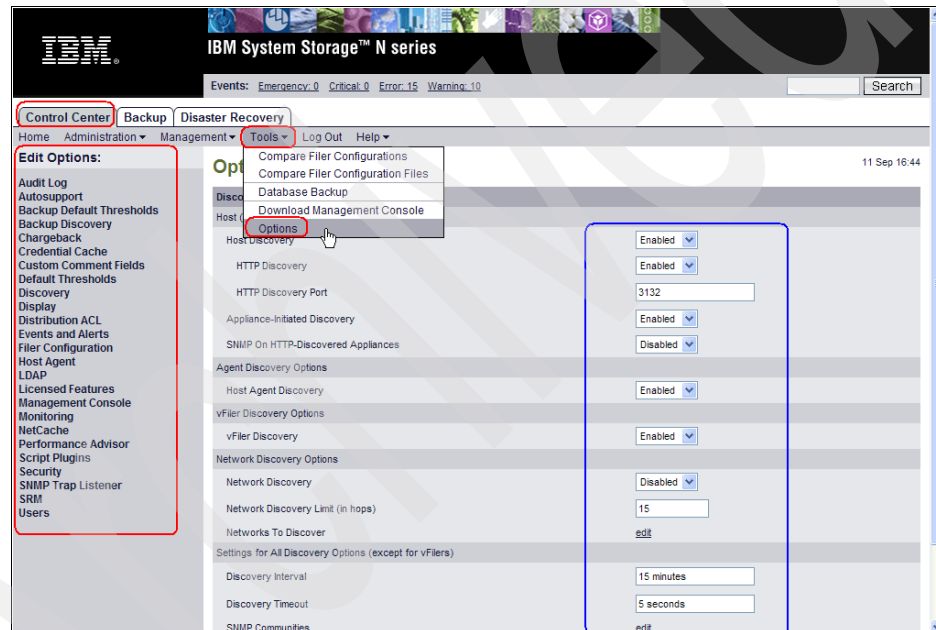 IBM®
IBM System Storage™ N series
Events: Emergency: 0 Critical: 0 Error: 15 Warning: 10
Search
Control Center Backup Disaster Recovery
Home Administration Management Tools Log Out Help
Edit Options:
Audit Log
Autosupport
Backup Default Thresholds
Backup Discovery
Chargeback
Credential Cache
Custom Comment Fields
Default Thresholds
Discovery
Display
Distribution ACL
Events and Alerts
Filer Configuration
Host Agent
LDAP
Licensed Features
Management Console
Monitoring
NetCache
Performance Advisor
Script Plugins
Security
SNMP Trap Listener
SRM
Users
Compare Filer Configurations
Compare Filer Configuration Files
Database Backup
Download Management Console
Options
Opt
11 Sep 16:44
Disco
Host (
Host Discovery Enabled
HTTP Discovery Enabled
HTTP Discovery Port 3132
Appliance-Initiated Discovery Enabled
SNMP On HTTP-Discovered Appliances Disabled
Agent Discovery Options
Host Agent Discovery Enabled
vFiler Discovery Options
vFiler Discovery Enabled
Network Discovery Options
Network Discovery Disabled
Network Discovery Limit (in hops) 15
Networks To Discover edit
Settings for All Discovery Options (except for vFilers)
Discovery Interval 15 minutes
Discovery Timeout 5 seconds
SNMP Communities edit